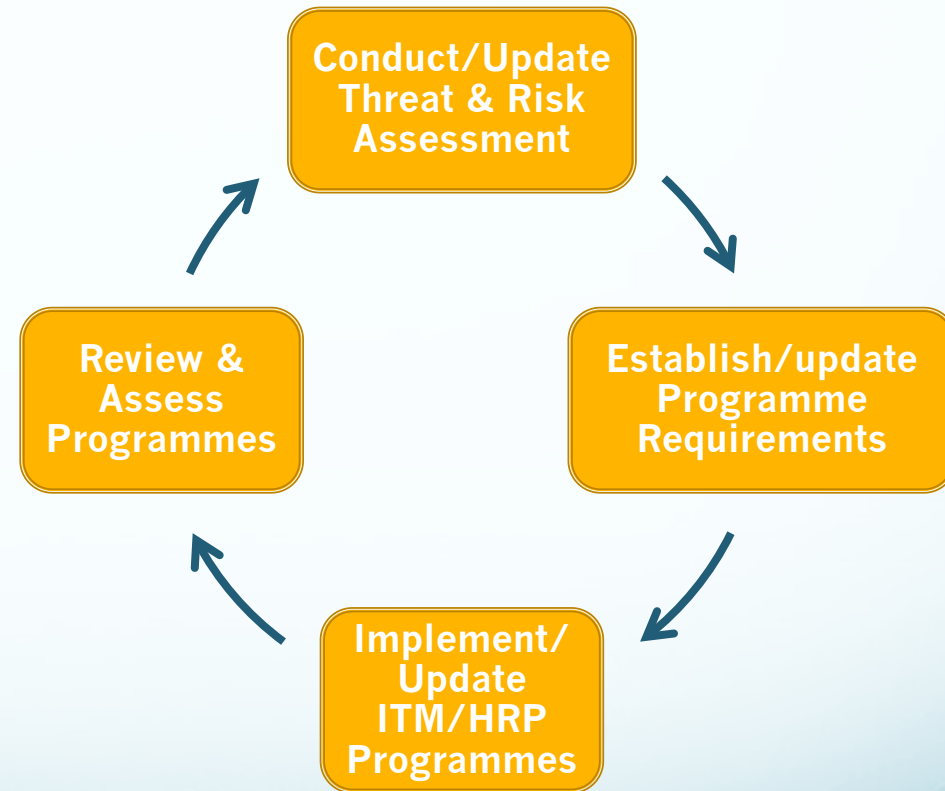 Conduct/Update
Threat & Risk
Assessment
Establish/update
Programme
Requirements
Implement/
Update
ITM/HRP
Programmes
Review &
Assess
Programmes